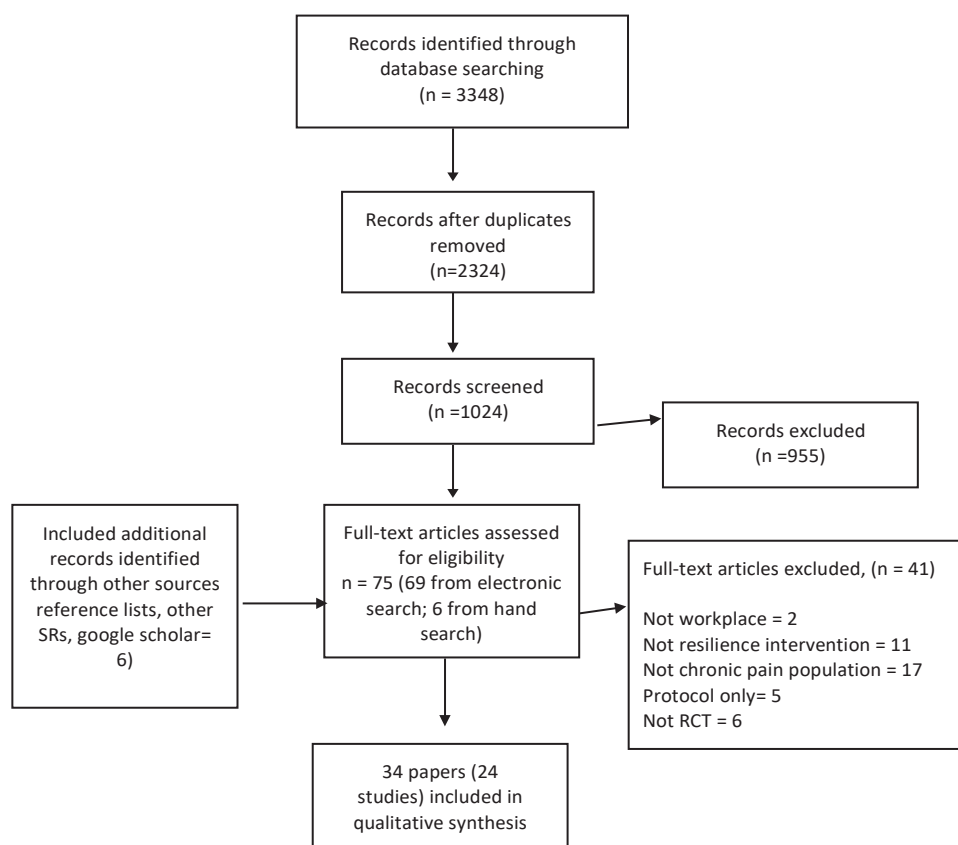 Records identified through
database searching
(n = 3348)
Records after duplicates
removed
(n=2324)
Records screened
(n =1024)
Records excluded
(n =955)
Included additional
records identified
through other sources
reference lists, other
SRs, google scholar=
6)
Full-text articles assessed
for eligibility
n = 75 (69 from electronic
search; 6 from hand
search)
Full-text articles excluded, (n = 41)
Not workplace = 2
Not resilience intervention = 11
Not chronic pain population = 17
Protocol only= 5
Not RCT = 6
34 papers (24
studies) included in
qualitative synthesis